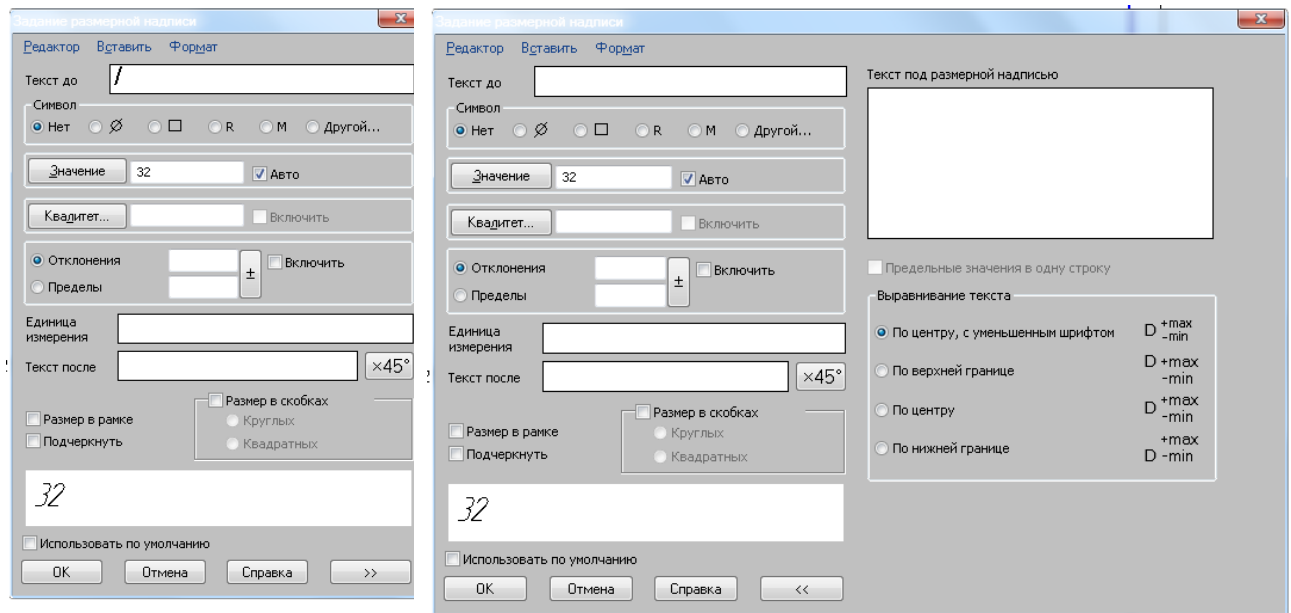 Задание размерной надписи
Редактор Вставить Формат
Текст до /
Символ
Нет Ø □ R M Другой...
Значение 32 Авто
Квалитет... Включить
Отклонения ± Включить
Пределы
Единица
измерения
Текст после ×45°
Размер в скобках
Размер в рамке Круглых
Подчеркнуть Квадратных
32
Использовать по умолчанию
OK Отмена Справка >>
Задание размерной надписи
Редактор Вставить Формат
Текст до
Символ
Нет Ø □ R M Другой...
Значение 32 Авто
Квалитет... Включить
Отклонения ± Включить
Пределы
Единица
измерения
Текст после ×45°
Размер в скобках
Размер в рамке Круглых
Подчеркнуть Квадратных
32
Использовать по умолчанию
OK Отмена Справка <<
Текст под размерной надписью
Предельные значения в одну строку
Выравнивание текста
По центру, с уменьшенным шрифтом D +max
-min
По верхней границе D +max
-min
По центру D +max
-min
+max
По нижней границе D -min